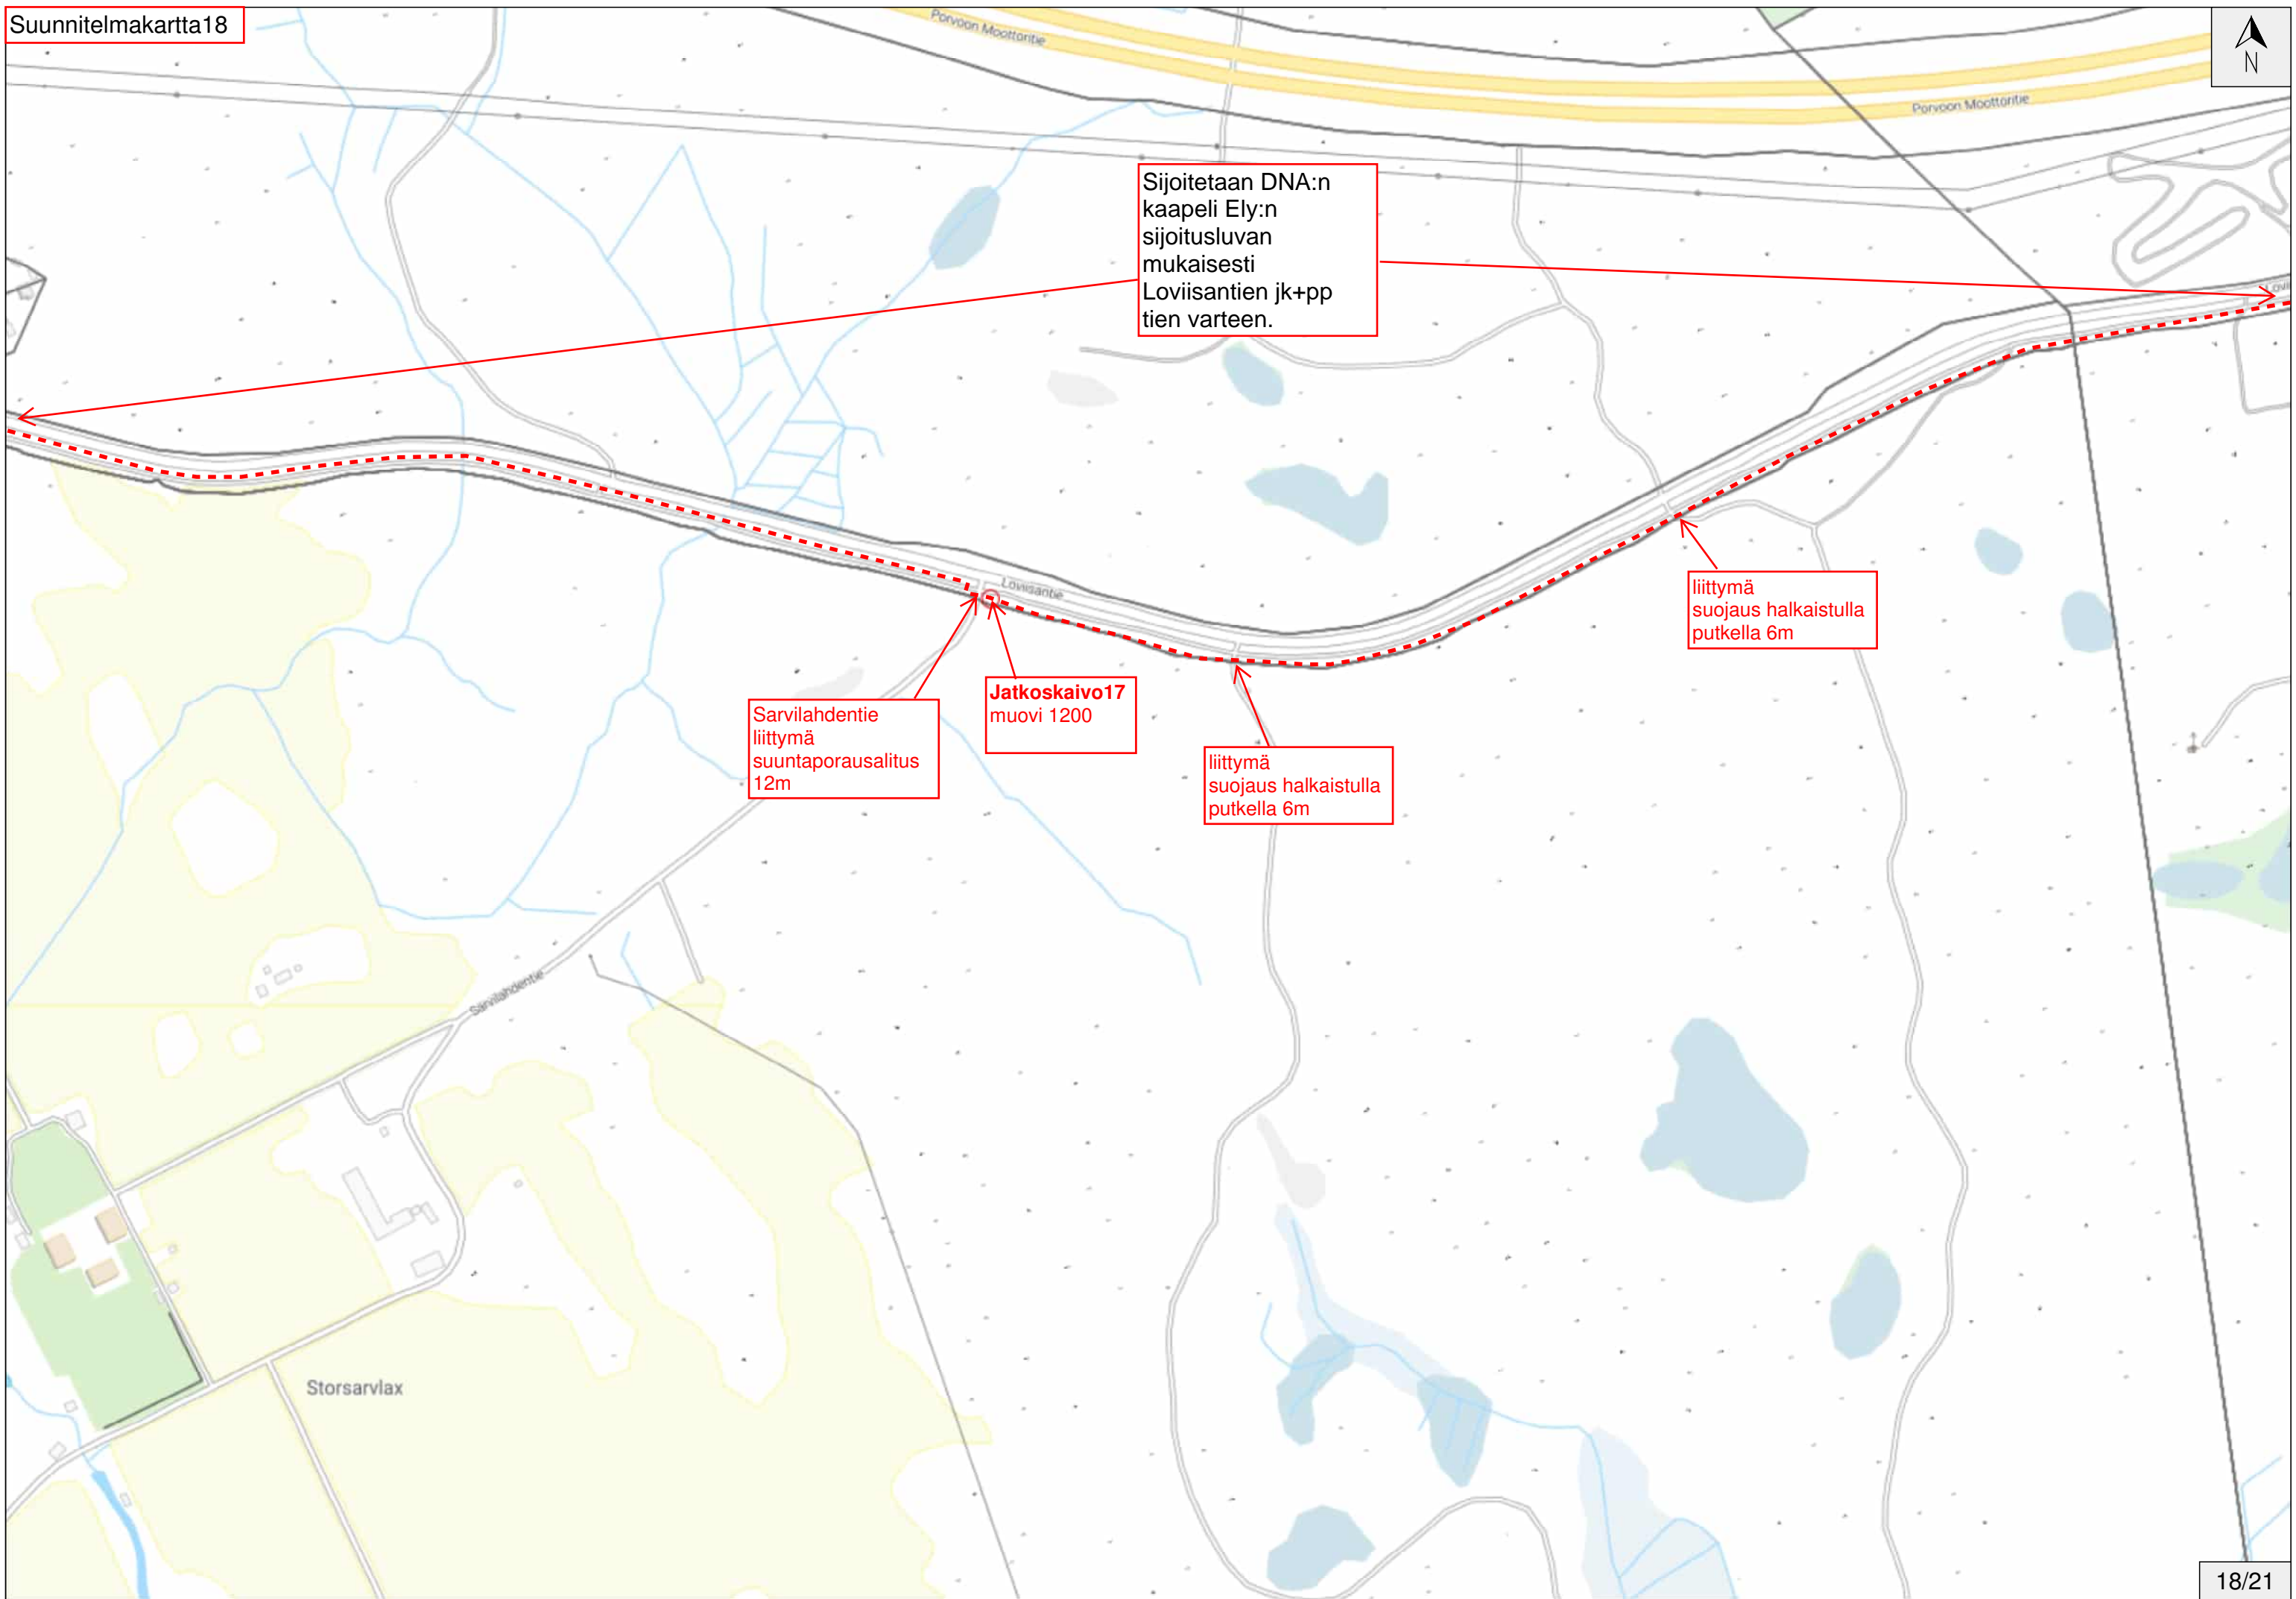 Suunnitelmakartta18
Porvoon Moottoritie
N
Porvoon Moottoritie
Sijoitetaan DNA:n
kaapeli Ely:n
sijoitusluvan
mukaisesti
Loviisantien jk+pp
tien varteen.
Lovii
Loviisantie
liittymä
suojaus halkaistulla
putkella 6m
Jatkoskaivo17
muovi 1200
Sarvilahdentie
liittymä
suuntaporausalitus
12m
liittymä
suojaus halkaistulla
putkella 6m
Sarvilahdentie
Storsarvlax
18/21